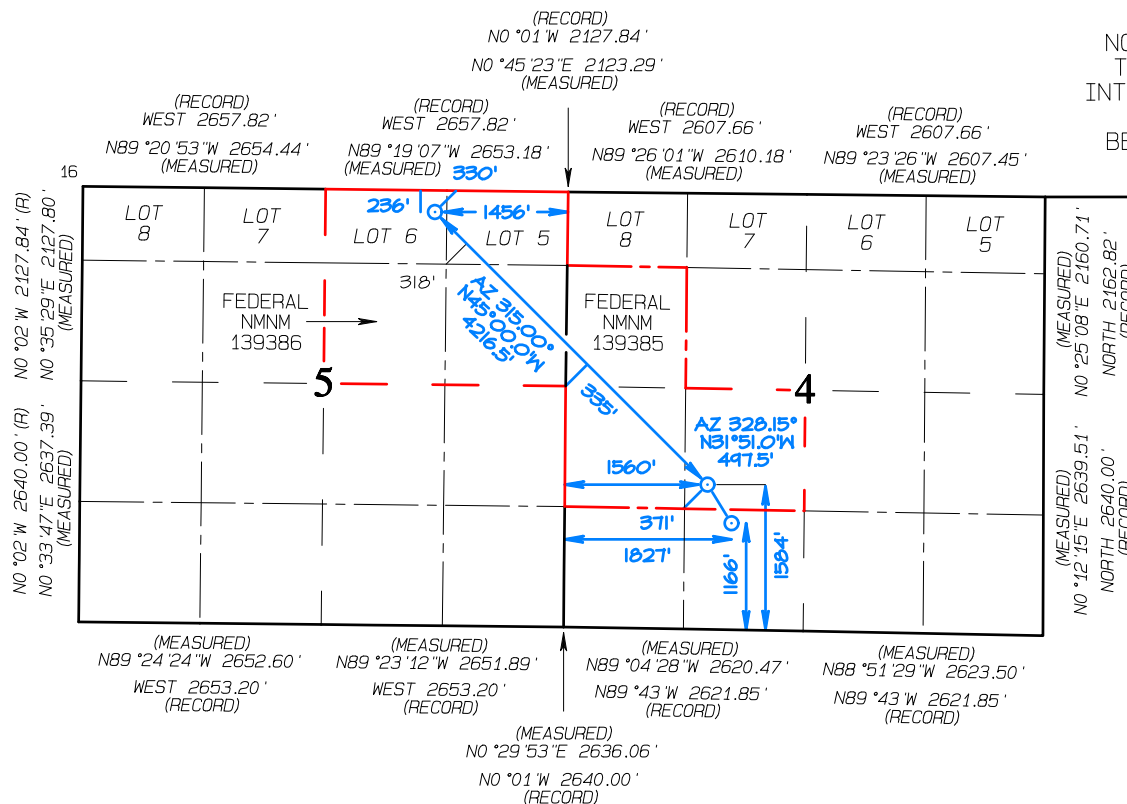 (RECORD)
N0°01'W 2127.84'
N0°45'23"E 2123.29'
(MEASURED)
NO
T
INT
BE
(RECORD)
WEST 2657.82'
N89°20'53"W 2654.44'
(MEASURED)
(RECORD)
WEST 2657.82'
N89°19'07"W 2653.18'
(MEASURED)
(RECORD)
WEST 2607.66'
N89°26'01"W 2610.18'
(MEASURED)
(RECORD)
WEST 2607.66'
N89°23'26"W 2607.45'
(MEASURED)
16
330'
236'
1456'
LOT
8
LOT
7
LOT 6
LOT 5
LOT
8
LOT
7
LOT
6
LOT
5
318'
N0°02'W 2127.84'(R)
N0°35'29"E 2127.80'
(MEASURED)
FEDERAL
NMNM
139386
AZ 315.00°
N45°00.0'W
4216.5'
FEDERAL
NMNM
139385
(MEASURED)
N0°25'08"E 2160.71'
NORTH 2162.82'
(RECORD)
5
4
335'
AZ 328.15°
N31°51.0'W
497.5'
N0°02'W 2640.00'(R)
N0°33'47"E 2637.39'
(MEASURED)
1560'
371'
1827'
1166'
1584'
(MEASURED)
N0°12'15"E 2639.51'
NORTH 2640.00'
(RECORD)
(MEASURED)
N89°24'24"W 2652.60'
WEST 2653.20'
(RECORD)
(MEASURED)
N89°23'12"W 2651.89'
WEST 2653.20'
(RECORD)
(MEASURED)
N89°04'28"W 2620.47'
N89°43'W 2621.85'
(RECORD)
(MEASURED)
N88°51'29"W 2623.50'
N89°43'W 2621.85'
(RECORD)
(MEASURED)
N0°29'53"E 2636.06'
N0°01'W 2640.00'
(RECORD)